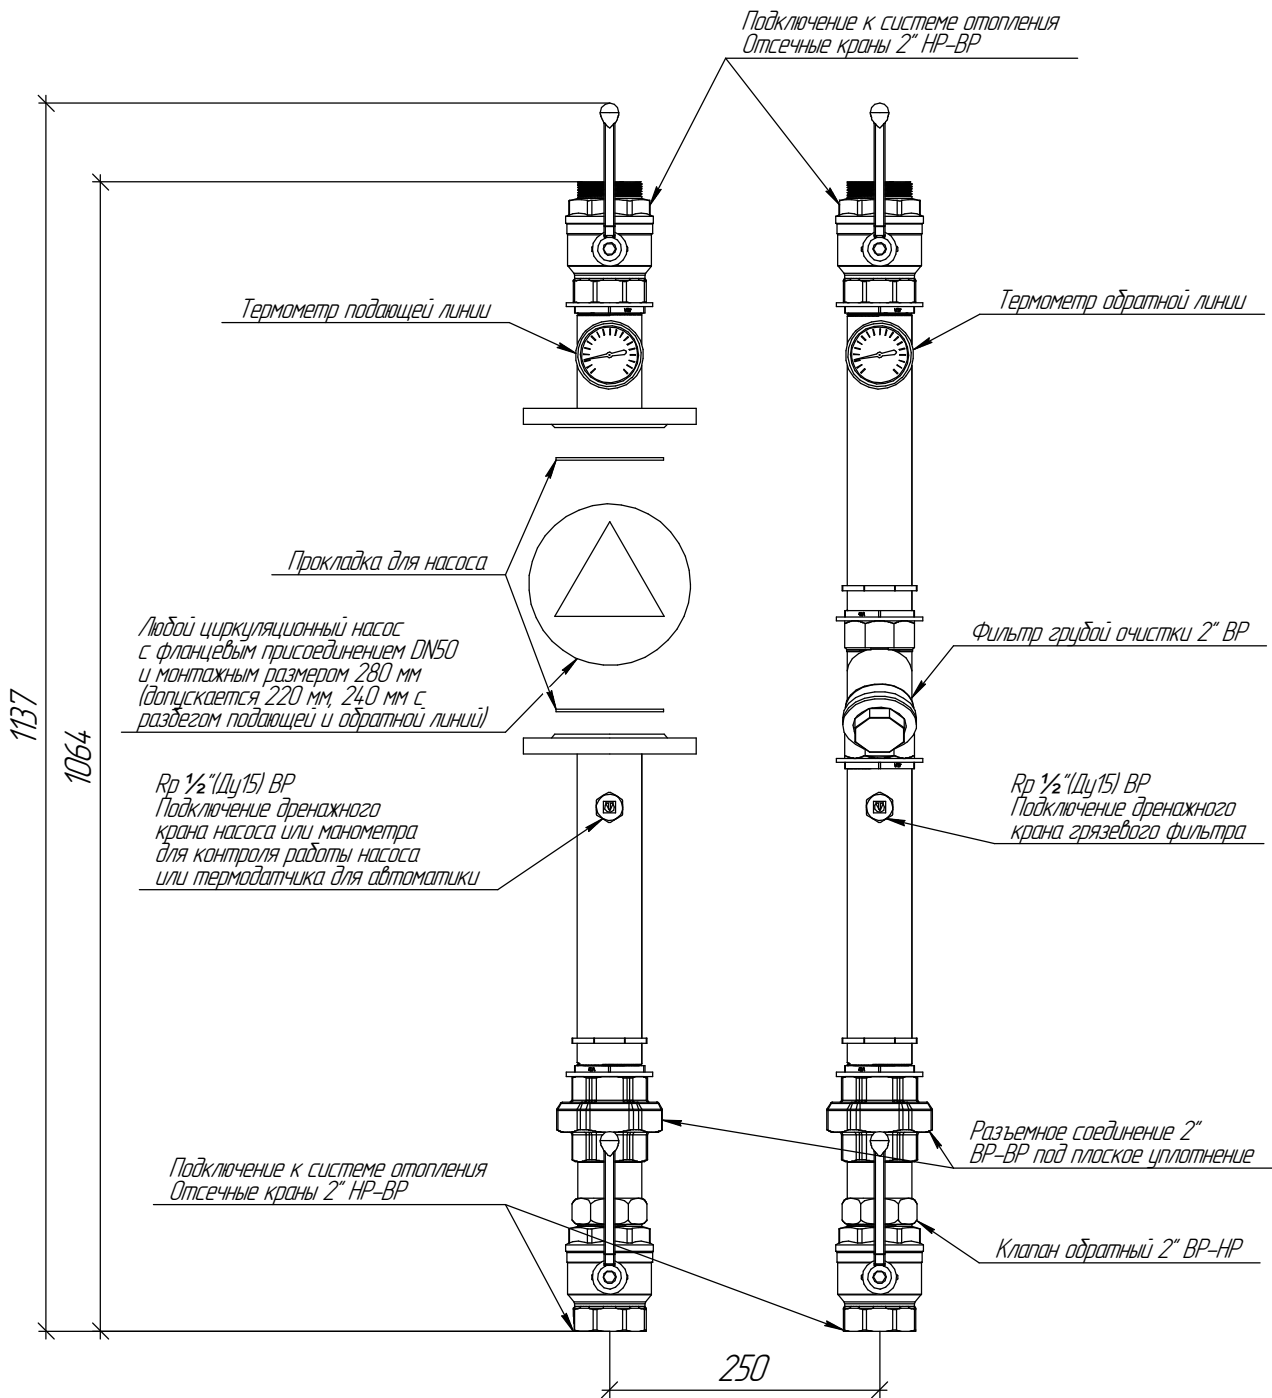 Подключение к системе отопления
Отсечные краны 2" НР-ВР
Термометр подающей линии
Термометр обратной линии
Прокладка для насоса
Любой циркуляционный насос
с фланцевым присоединением DN50
и монтажным размером 280 мм
(допускается 220 мм, 240 мм с
разбегом подающей и обратной линий)
Фильтр грубой очистки 2" ВР
1137
1064
Rp ½"(Ду15) ВР
Подключение дренажного
крана насоса или манометра
для контроля работы насоса
или термодатчика для автоматики
Rp ½"(Ду15) ВР
Подключение дренажного
крана грязевого фильтра
Разъемное соединение 2"
ВР-ВР под плоское уплотнение
Подключение к системе отопления
Отсечные краны 2" НР-ВР
Клапан обратный 2" ВР-НР
250